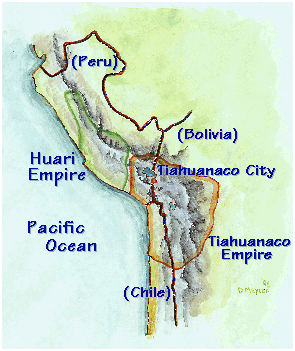 (Peru)
(Bolivia)
Huari
Empire
Tiahuanaco City
Pacific
Ocean
Tiahuanaco
Empire
(Chile)